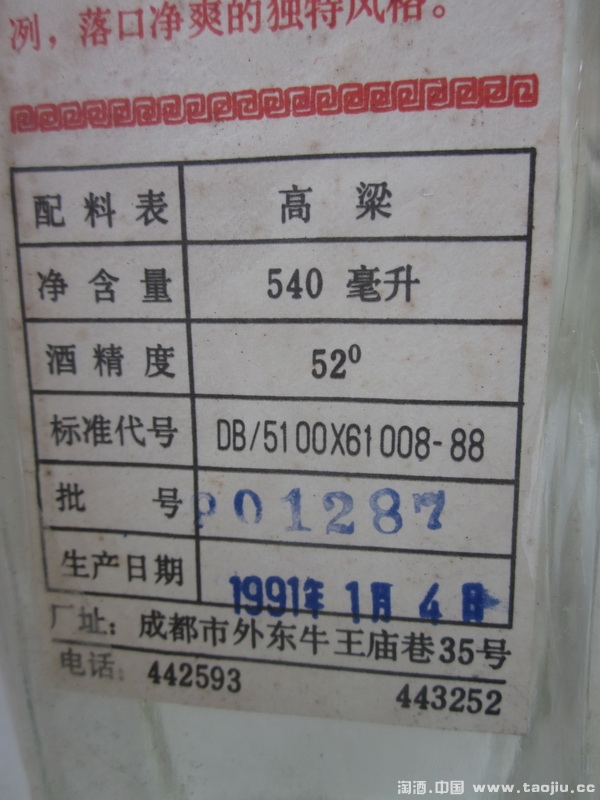 冽，落口净爽的独特风格。
配料表 高粱
净含量 540 毫升
酒精度 52⁰
标准代号 DB/5100X61008-88
批号 901287
生产日期 1991年1月4日
厂址：成都市外东牛王庙巷35号
电话：442593 443252
淘酒.中国 www.taojiu.cc